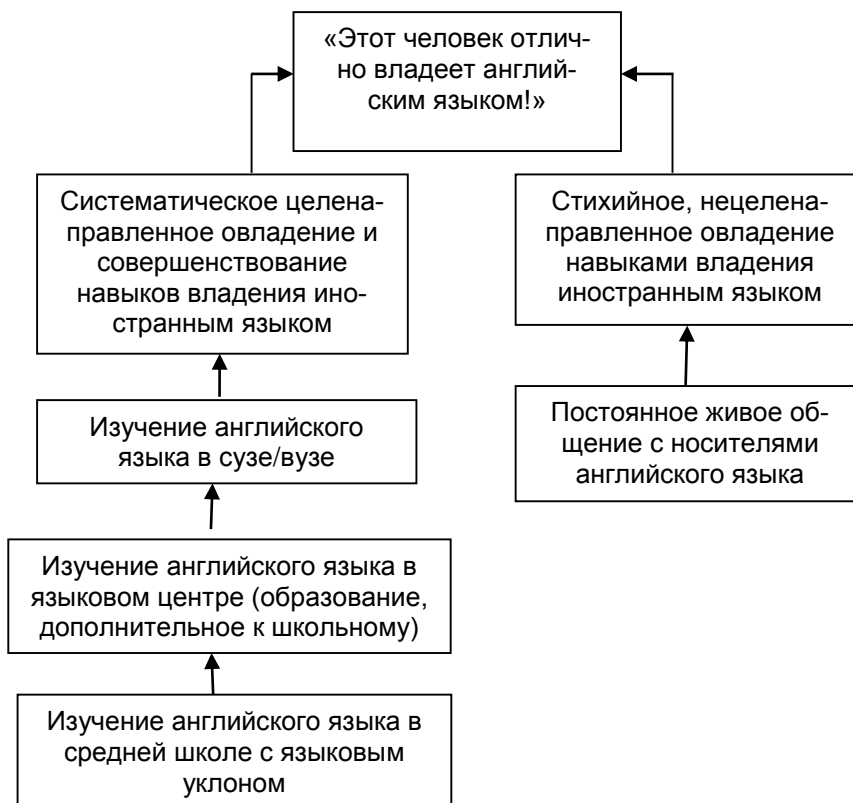 «Этот человек отлич-
но владеет англий-
ским языком!»
Систематическое целена-
правленное овладение и
совершенствование
навыков владения ино-
странным языком
Стихийное, нецелена-
правленное овладение
навыками владения
иностранным языком
Изучение английского
языка в сузе/вузе
Постоянное живое об-
щение с носителями
английского языка
Изучение английского языка в
языковом центре (образование,
дополнительное к школьному)
Изучение английского языка в
средней школе с языковым
уклоном